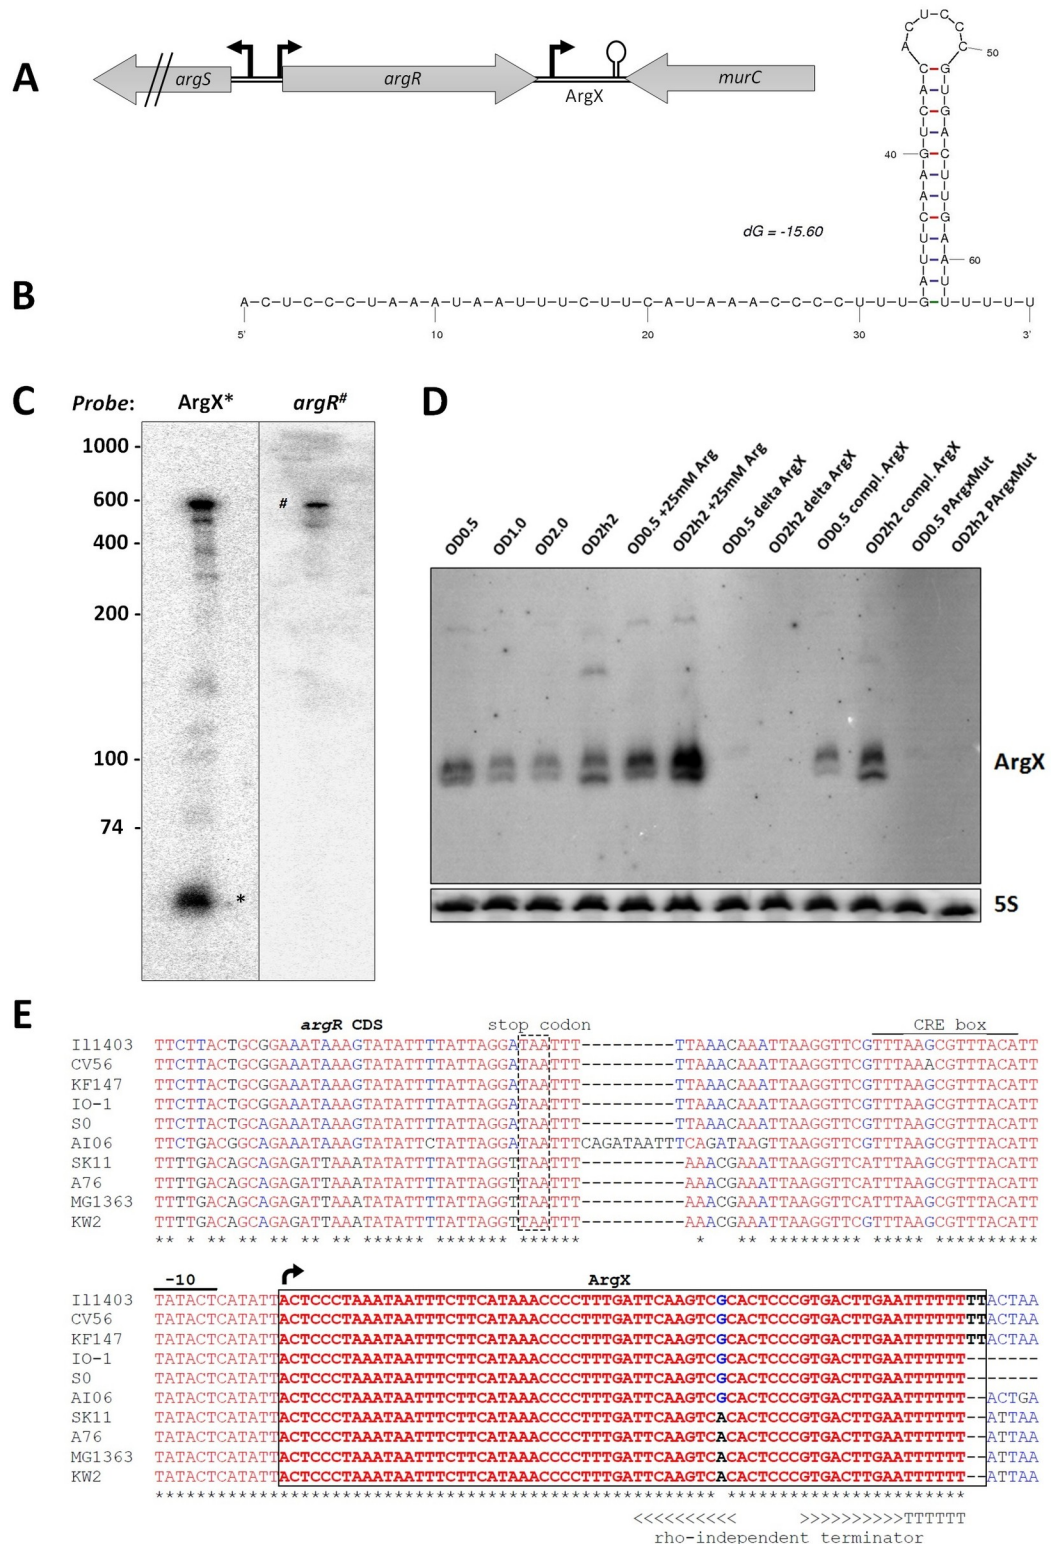 A
argS
argR
ArgX
murC
B
A C U C C C
C A C U G A A C U U A G
G U G A C U U G A A U U
40
50
60
dG = -15.60
A-C-U-C-C-C-U-A-A-A-U-A-A-U-U-U-C-U-U-C-A-U-A-A-A-C-C-C-C-U-U-U-G-U-U-U-U-U
5' 10 20 30 3'
C
Probe: ArgX* argR#
1000 -
600 -
400 -
200 -
100 -
74 -
#
*
D
OD0.5
OD1.0
OD2.0
OD2h2
OD0.5 +25mM Arg
OD2h2 +25mM Arg
OD0.5 delta ArgX
OD2h2 delta ArgX
OD0.5 compl. ArgX
OD2h2 compl. ArgX
OD0.5 PArgxMut
OD2h2 PArgxMut
ArgX
5S
E
argR CDS stop codon CRE box
Il1403 TTCTTACTGCGGAAATAAAGTATATTTTATTAGGATAATTT---------TTAAACAAATTAAGGTTCGTTTAAGCGTTTACATT
CV56 TTCTTACTGCGGAAATAAAGTATATTTTATTAGGATAATTT---------TTAAACAAATTAAGGTTCGTTTAAACGTTTACATT
KF147 TTCTTACTGCGGAAATAAAGTATATTTTATTAGGATAATTT---------TTAAACAAATTAAGGTTCGTTTAAGCGTTTACATT
IO-1 TTCTTACTGCGGAAATAAAGTATATTTTATTAGGATAATTT---------TTAAACAAATTAAGGTTCGTTTAAGCGTTTACATT
S0 TTCTTACTGCGGAAATAAAGTATATTTTATTAGGATAATTT---------TTAAACAAATTAAGGTTCGTTTAAGCGTTTACATT
AI06 TTCTGACGGCAGAAATAAAGTATATTCTATTAGGATAATTTCAGATAATTTCAGATAAGTTAAGGTTCGTTTAAGCGTTTACATT
SK11 TTTTGACAGCAGAGATTAAATATATTTTATTAGGTTAATTT----------AAACGAAATTAAGGTTCATTTAAGCGTTTACATT
A76 TTTTGACAGCAGAGATTAAATATATTTTATTAGGTTAATTT----------AAACGAAATTAAGGTTCATTTAAGCGTTTACATT
MG1363 TTTTGACAGCAGAGATTAAATATATTTTATTAGGTTAATTT----------AAACGAAATTAAGGTTCATTTAAGCGTTTACATT
KW2 TTTTGACAGCAGAGATTAAATATATTTTATTAGGTTAATTT----------AAACGAAATTAAGGTTCGTTTAAGCGTTTACATT
** * ** ** ** ** ** ****** ******* ****** * ** ********* ***** **********
-10 ArgX
Il1403 TATACTCATATTACTCCCTAAATAATTTCTTCATAAACCCCTTTGATTCAAGTCGCACTCCCGTGACTTGAATTTTTTTTACTAA
CV56 TATACTCATATTACTCCCTAAATAATTTCTTCATAAACCCCTTTGATTCAAGTCGCACTCCCGTGACTTGAATTTTTTTTACTAA
KF147 TATACTCATATTACTCCCTAAATAATTTCTTCATAAACCCCTTTGATTCAAGTCGCACTCCCGTGACTTGAATTTTTTTTACTAA
IO-1 TATACTCATATTACTCCCTAAATAATTTCTTCATAAACCCCTTTGATTCAAGTCGCACTCCCGTGACTTGAATTTTTT-------
S0 TATACTCATATTACTCCCTAAATAATTTCTTCATAAACCCCTTTGATTCAAGTCGCACTCCCGTGACTTGAATTTTTT-------
AI06 TATACTCATATTACTCCCTAAATAATTTCTTCATAAACCCCTTTGATTCAAGTCGCACTCCCGTGACTTGAATTTTTT--ACTGA
SK11 TATACTCATATTACTCCCTAAATAATTTCTTCATAAACCCCTTTGATTCAAGTCACACTCCCGTGACTTGAATTTTTT--ATTAA
A76 TATACTCATATTACTCCCTAAATAATTTCTTCATAAACCCCTTTGATTCAAGTCACACTCCCGTGACTTGAATTTTTT--ATTAA
MG1363 TATACTCATATTACTCCCTAAATAATTTCTTCATAAACCCCTTTGATTCAAGTCACACTCCCGTGACTTGAATTTTTT--ATTAA
KW2 TATACTCATATTACTCCCTAAATAATTTCTTCATAAACCCCTTTGATTCAAGTCACACTCCCGTGACTTGAATTTTTT--ATTAA
****************************************************** ***********************
<<<<<<<<<< >>>>>>>>>>TTTTTT
rho-independent terminator